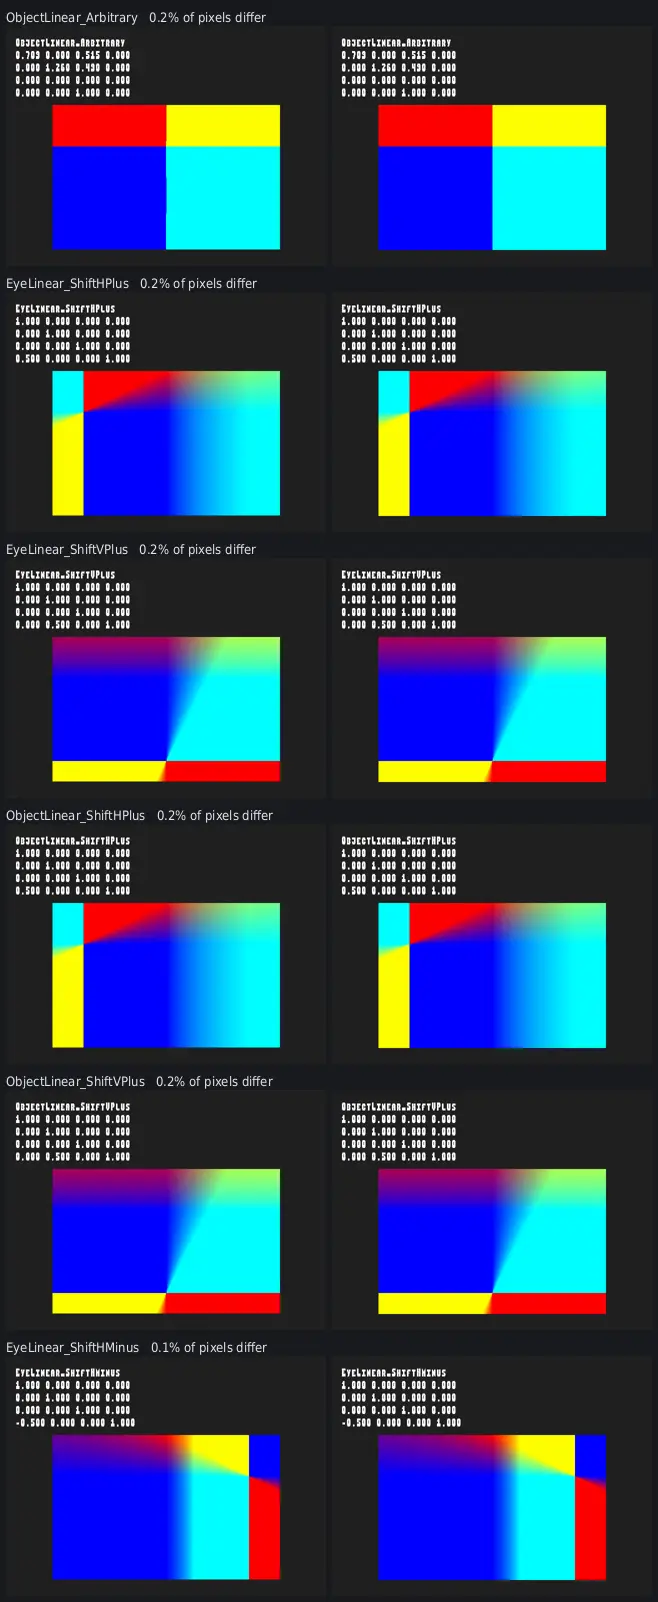 ObjectLinear_Arbitrary 0.2% of pixels differ
ObjectLinear_Arbitrary ObjectLinear_Arbitrary
0.703 0.000 0.515 0.000 0.703 0.000 0.515 0.000
0.000 1.260 0.430 0.000 0.000 1.260 0.430 0.000
0.000 0.000 0.000 0.000 0.000 0.000 0.000 0.000
0.000 0.000 1.000 0.000 0.000 0.000 1.000 0.000
EyeLinear_ShiftHPlus 0.2% of pixels differ
EyeLinear_ShiftHPlus EyeLinear_ShiftHPlus
1.000 0.000 0.000 0.000 1.000 0.000 0.000 0.000
0.000 1.000 0.000 0.000 0.000 1.000 0.000 0.000
0.000 0.000 1.000 0.000 0.000 0.000 1.000 0.000
0.500 0.000 0.000 1.000 0.500 0.000 0.000 1.000
EyeLinear_ShiftVPlus 0.2% of pixels differ
EyeLinear_ShiftVPlus EyeLinear_ShiftVPlus
1.000 0.000 0.000 0.000 1.000 0.000 0.000 0.000
0.000 1.000 0.000 0.000 0.000 1.000 0.000 0.000
0.000 0.000 1.000 0.000 0.000 0.000 1.000 0.000
0.000 0.500 0.000 1.000 0.000 0.500 0.000 1.000
ObjectLinear_ShiftHPlus 0.2% of pixels differ
ObjectLinear_ShiftHPlus ObjectLinear_ShiftHPlus
1.000 0.000 0.000 0.000 1.000 0.000 0.000 0.000
0.000 1.000 0.000 0.000 0.000 1.000 0.000 0.000
0.000 0.000 1.000 0.000 0.000 0.000 1.000 0.000
0.500 0.000 0.000 1.000 0.500 0.000 0.000 1.000
ObjectLinear_ShiftVPlus 0.2% of pixels differ
ObjectLinear_ShiftVPlus ObjectLinear_ShiftVPlus
1.000 0.000 0.000 0.000 1.000 0.000 0.000 0.000
0.000 1.000 0.000 0.000 0.000 1.000 0.000 0.000
0.000 0.000 1.000 0.000 0.000 0.000 1.000 0.000
0.000 0.500 0.000 1.000 0.000 0.500 0.000 1.000
EyeLinear_ShiftHMinus 0.1% of pixels differ
EyeLinear_ShiftHMinus EyeLinear_ShiftHMinus
1.000 0.000 0.000 0.000 1.000 0.000 0.000 0.000
0.000 1.000 0.000 0.000 0.000 1.000 0.000 0.000
0.000 0.000 1.000 0.000 0.000 0.000 1.000 0.000
-0.500 0.000 0.000 1.000 -0.500 0.000 0.000 1.000